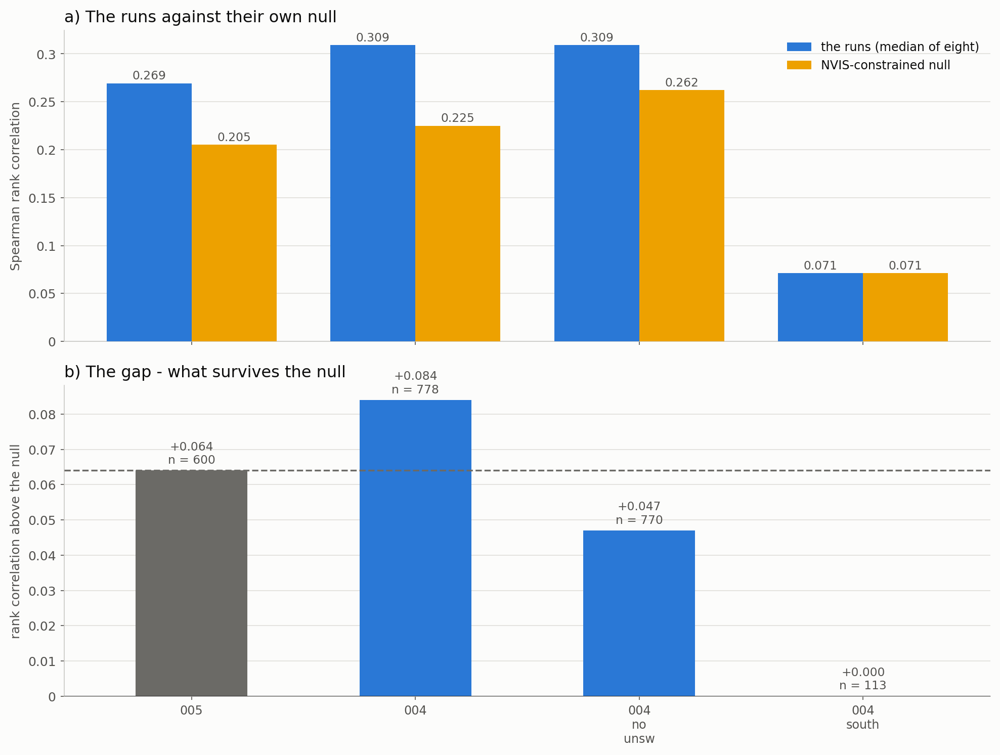 a) The runs against their own null
Spearman rank correlation
0.3
0.25
0.2
0.15
0.1
0.05
0
0.269
0.205
0.309
0.225
0.309
0.262
0.071
0.071
the runs (median of eight)
NVIS-constrained null
b) The gap - what survives the null
rank correlation above the null
0.08
0.07
0.06
0.05
0.04
0.03
0.02
0.01
0
+0.064
n = 600
+0.084
n = 778
+0.047
n = 770
+0.000
n = 113
005
004
004
no
unsw
004
south